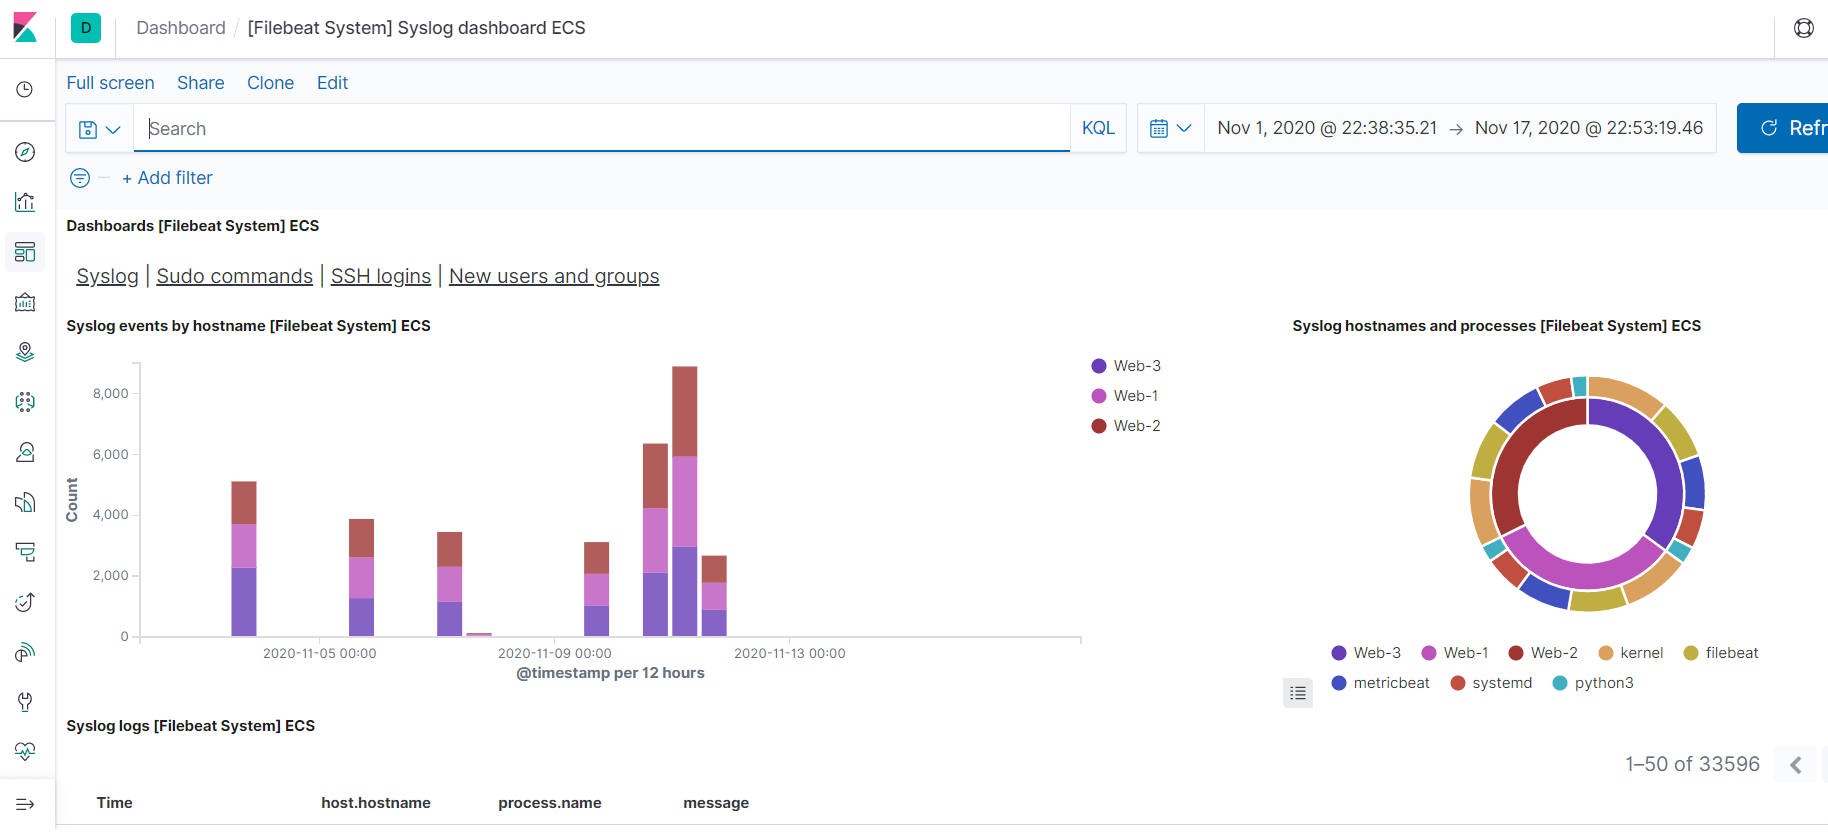 D Dashboard / [Filebeat System] Syslog dashboard ECS
Full screen Share Clone Edit
Search KQL Nov 1, 2020 @ 22:38:35.21 → Nov 17, 2020 @ 22:53:19.46 Refr
+ Add filter
Dashboards [Filebeat System] ECS
Syslog | Sudo commands | SSH logins | New users and groups
Syslog events by hostname [Filebeat System] ECS
8,000
6,000
4,000
2,000
0
Count
2020-11-05 00:00 2020-11-09 00:00 2020-11-13 00:00
@timestamp per 12 hours
Web-3
Web-1
Web-2
Syslog hostnames and processes [Filebeat System] ECS
Web-3 Web-1 Web-2 kernel filebeat
metricbeat systemd python3
Syslog logs [Filebeat System] ECS
1–50 of 33596
Time host.hostname process.name message